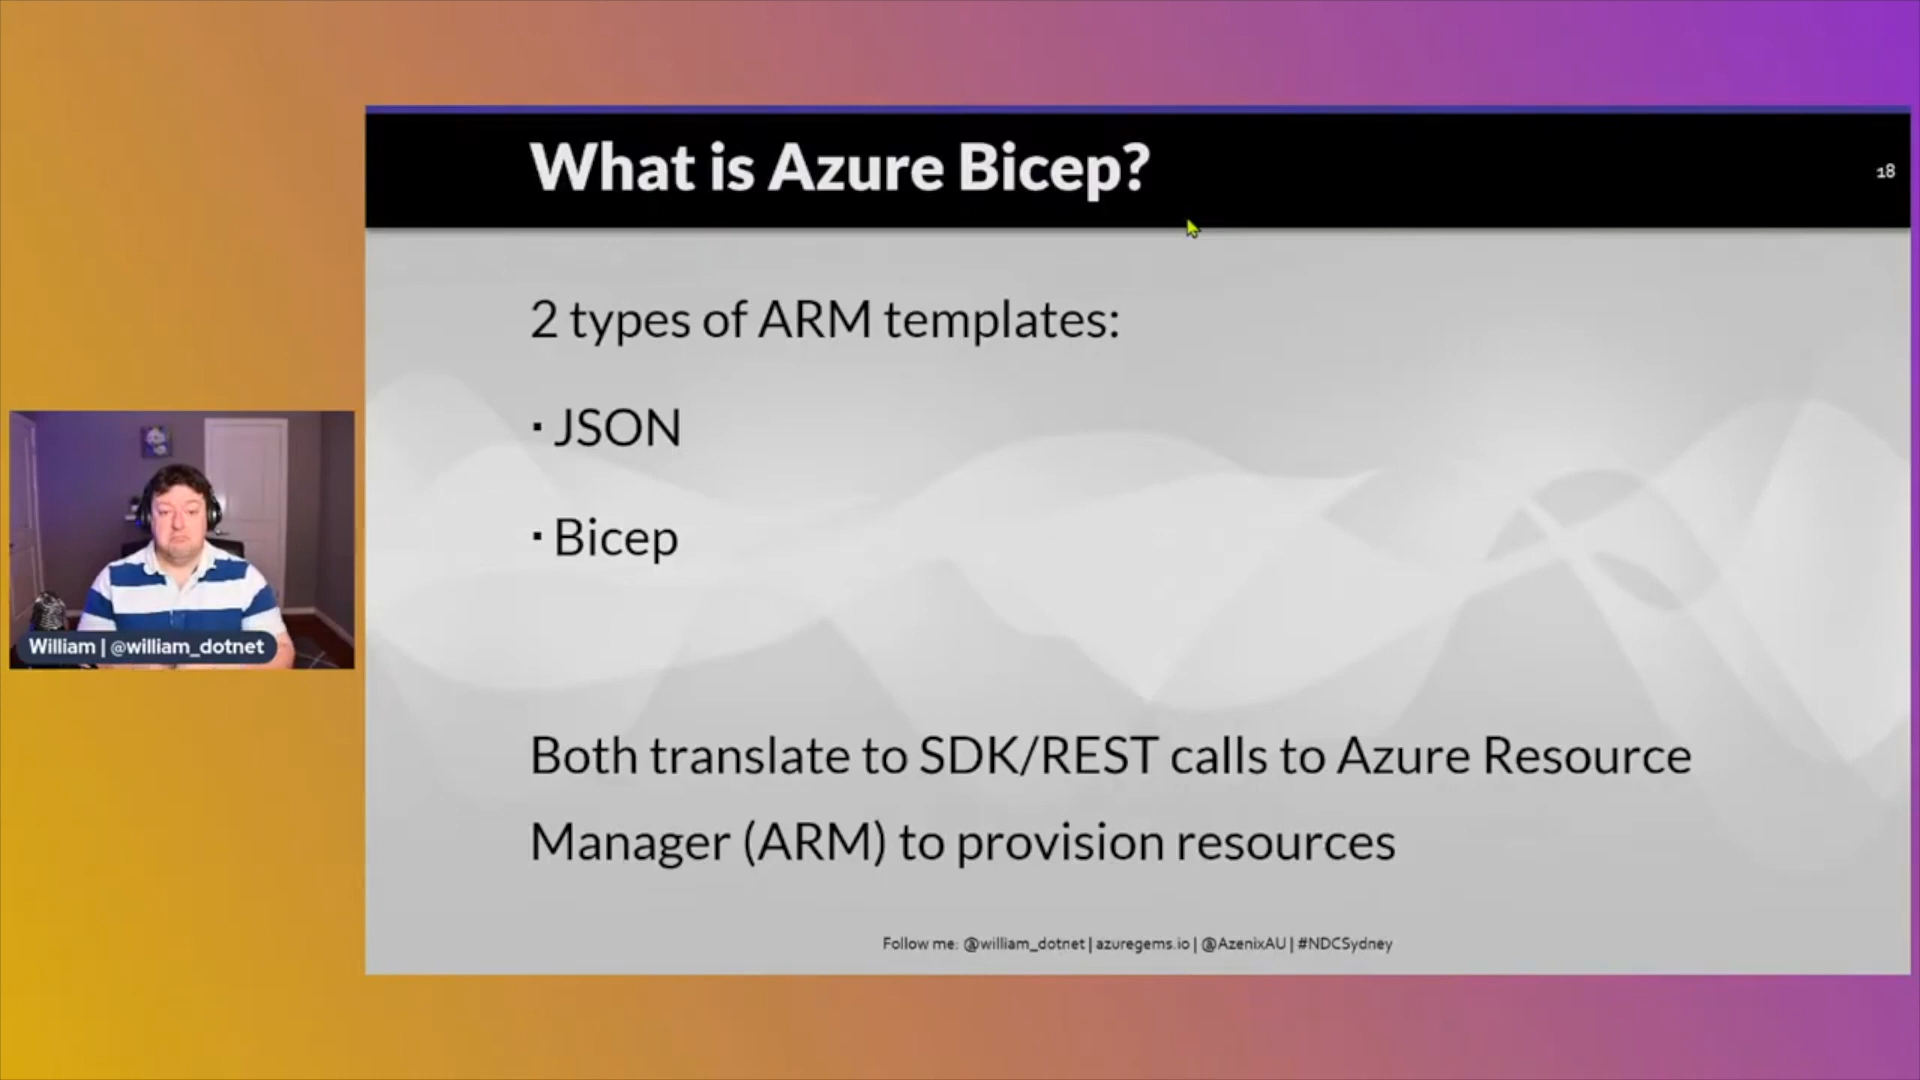 What is Azure Bicep?
18
2 types of ARM templates:
▪ JSON
▪ Bicep
Both translate to SDK/REST calls to Azure Resource
Manager (ARM) to provision resources
William | @william_dotnet
Follow me: @william_dotnet | azuregems.io | @AzenixAU | #NDCSydney